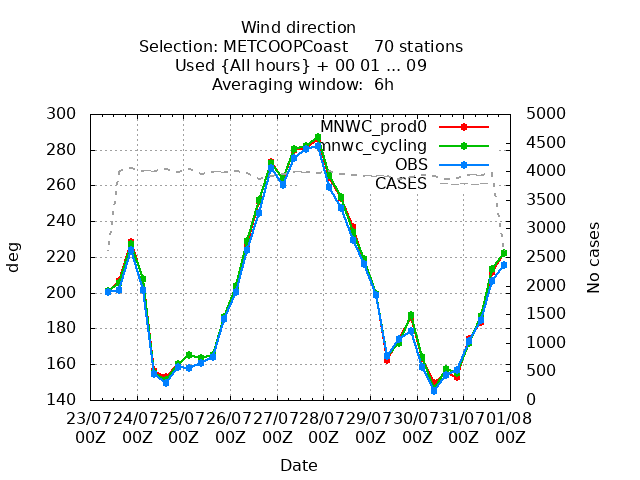 Wind direction
Selection: METCOOPCoast 70 stations
Used {All hours} + 00 01 ... 09
Averaging window: 6h
300 5000
MNWC_prod0
280 4500
mnwc_cycling
OBS
4000
260 CASES
3500
240
3000
220 2500
200 2000
1500
180
1000
160
500
140 0
23/07 24/07 25/07 26/07 27/07 28/07 29/07 30/07 31/07 01/08
00Z 00Z 00Z 00Z 00Z 00Z 00Z 00Z 00Z 00Z
deg
No cases
Date